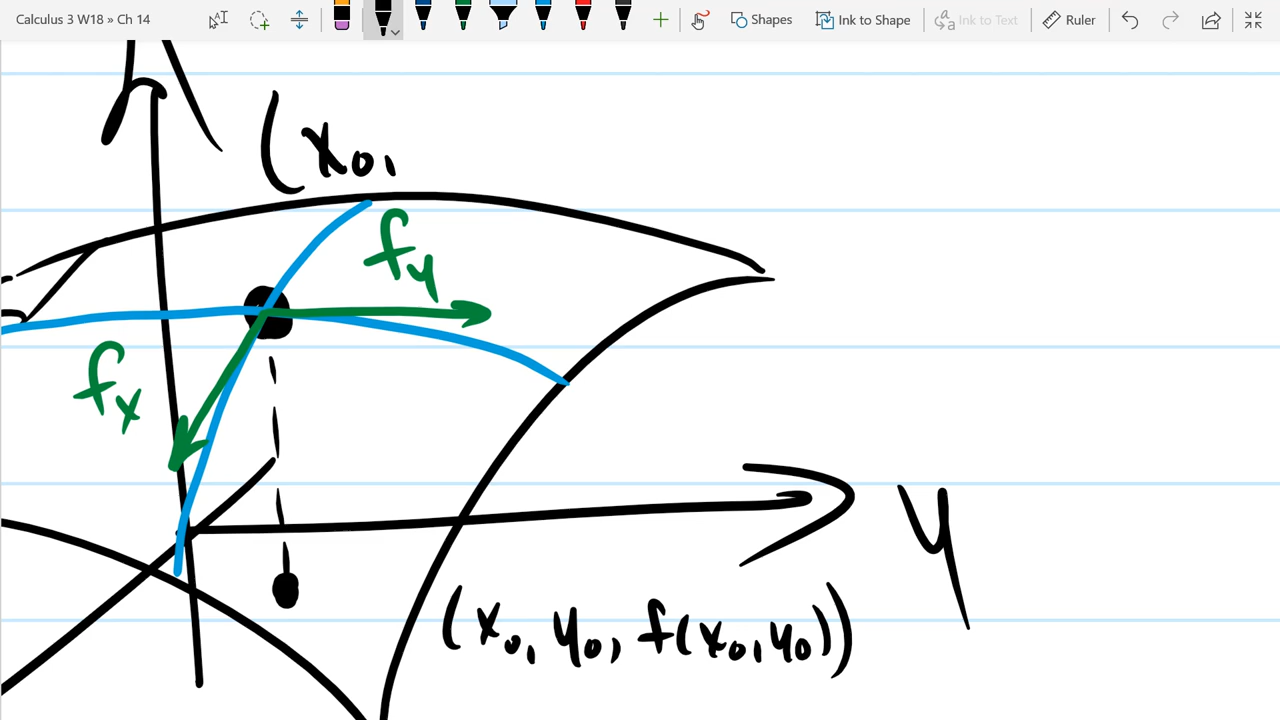 Calculus 3 W18 » Ch 14
Shapes
Ink to Shape
Ink to Text
Ruler
(x₀,
f_y
f_x
y
(x₀, y₀, f(x₀, y₀))